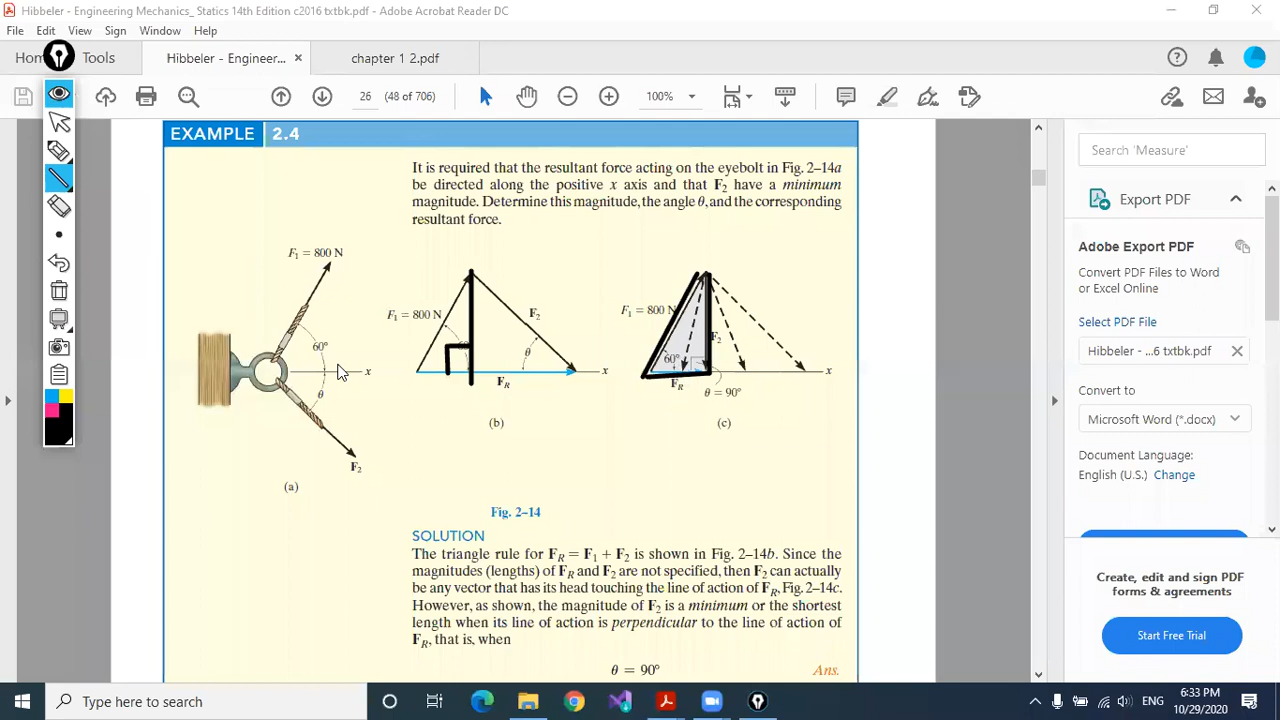 Hibbeler - Engineering Mechanics_ Statics 14th Edition c2016 txtbk.pdf - Adobe Acrobat Reader DC
File Edit View Sign Window Help
Hom Tools Hibbeler - Engineer... chapter 1 2.pdf
26 (48 of 706) 100%
EXAMPLE 2.4
It is required that the resultant force acting on the eyebolt in Fig. 2–14a
be directed along the positive x axis and that F₂ have a minimum
magnitude. Determine this magnitude, the angle θ, and the corresponding
resultant force.
F₁ = 800 N
60°
x
θ
F₂
(a)
F₁ = 800 N
F₂
θ
x
F_R
(b)
F₁ = 800 N
F₂
60°
x
F_R
θ = 90°
(c)
Fig. 2–14
SOLUTION
The triangle rule for F_R = F₁ + F₂ is shown in Fig. 2–14b. Since the
magnitudes (lengths) of F_R and F₂ are not specified, then F₂ can actually
be any vector that has its head touching the line of action of F_R, Fig. 2–14c.
However, as shown, the magnitude of F₂ is a minimum or the shortest
length when its line of action is perpendicular to the line of action of
F_R, that is, when
θ = 90° Ans.
Search 'Measure'
Export PDF
Adobe Export PDF
Convert PDF Files to Word
or Excel Online
Select PDF File
Hibbeler - ...6 txtbk.pdf
Convert to
Microsoft Word (*.docx)
Document Language:
English (U.S.) Change
Create, edit and sign PDF
forms & agreements
Start Free Trial
Type here to search
ENG
6:33 PM
10/29/2020